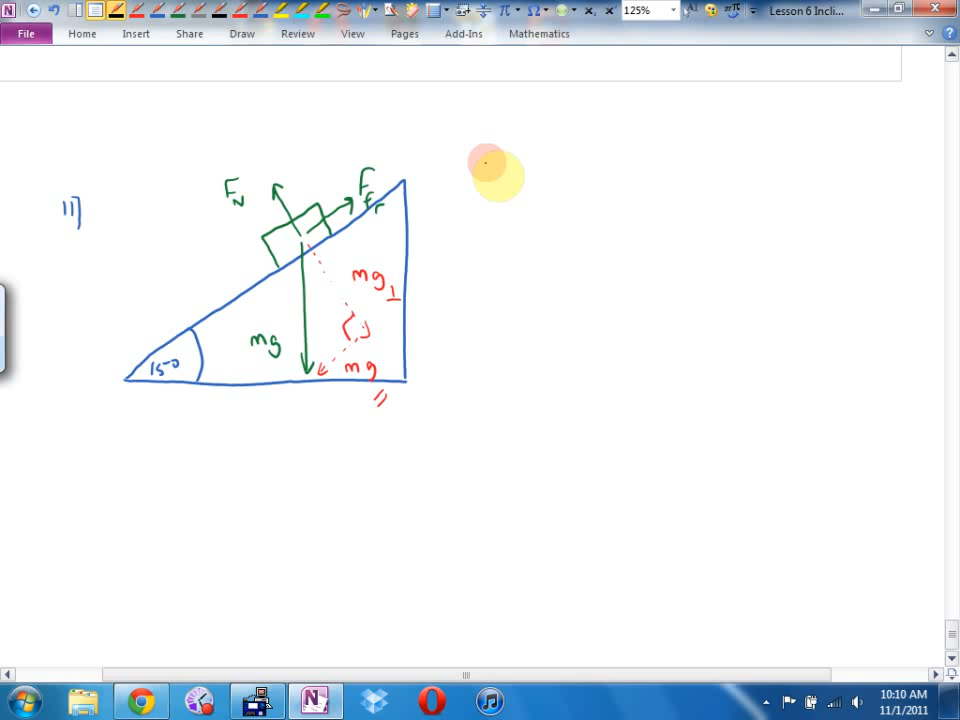 125%
Lesson 6 Incli...
File Home Insert Share Draw Review View Pages Add-Ins Mathematics
11)
FN
Ffr
mg⊥
mg
15°
mg
//
10:10 AM
11/1/2011